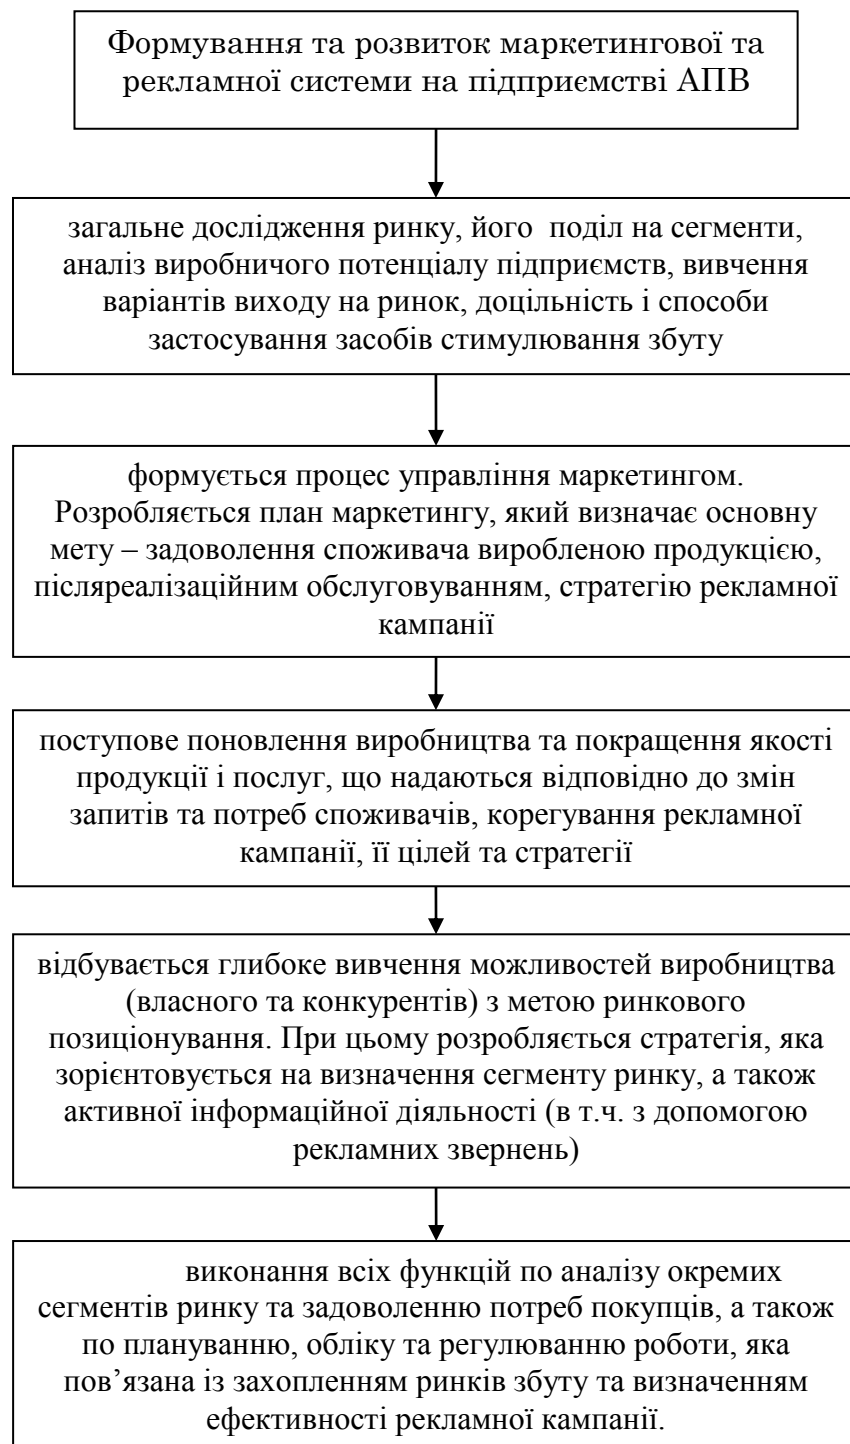 Формування та розвиток маркетингової та
рекламної системи на підприємстві АПВ
загальне дослідження ринку, його поділ на сегменти,
аналіз виробничого потенціалу підприємств, вивчення
варіантів виходу на ринок, доцільність і способи
застосування засобів стимулювання збуту
формується процес управління маркетингом.
Розробляється план маркетингу, який визначає основну
мету – задоволення споживача виробленою продукцією,
післяреалізаційним обслуговуванням, стратегію рекламної
кампанії
поступове поновлення виробництва та покращення якості
продукції і послуг, що надаються відповідно до змін
запитів та потреб споживачів, корегування рекламної
кампанії, її цілей та стратегії
відбувається глибоке вивчення можливостей виробництва
(власного та конкурентів) з метою ринкового
позиціонування. При цьому розробляється стратегія, яка
зорієнтовується на визначення сегменту ринку, а також
активної інформаційної діяльності (в т.ч. з допомогою
рекламних звернень)
виконання всіх функцій по аналізу окремих
сегментів ринку та задоволенню потреб покупців, а також
по плануванню, обліку та регулюванню роботи, яка
пов’язана із захопленням ринків збуту та визначенням
ефективності рекламної кампанії.